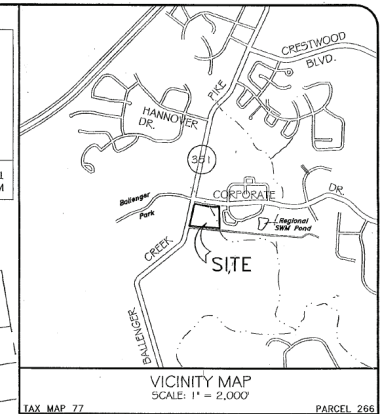 CRESTWOOD
BLVD.
PIKE
HANNOVER
DR.
351
CORPORATE
DR.
Ballenger
Park
Regional
SWM Pond
CREEK
SITE
BALLENGER
VICINITY MAP
SCALE: 1" = 2,000'
TAX MAP 77
PARCEL 266
1
M